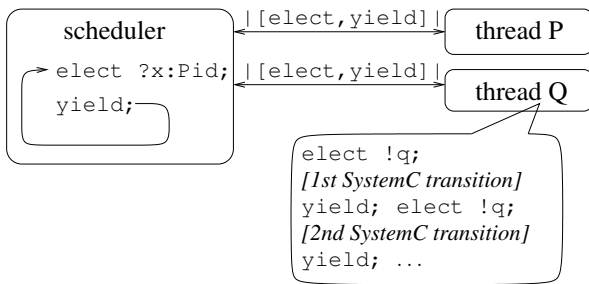 scheduler
elect ?x:Pid;
yield;
|[elect,yield]|
thread P
|[elect,yield]|
thread Q
elect !q;
[1st SystemC transition]
yield; elect !q;
[2nd SystemC transition]
yield; ...